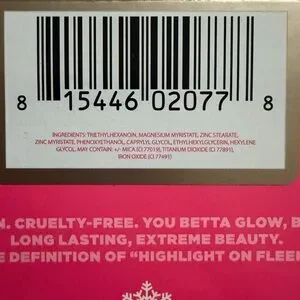 8 15446 02077 8
INGREDIENTS: TRIETHYLHEXANOIN, MAGNESIUM MYRISTATE, ZINC STEARATE,
ZINC MYRISTATE, PHENOXYETHANOL, CAPRYLYL GLYCOL, ETHYLHEXYLGLYCERIN, HEXYLENE
GLYCOL. MAY CONTAIN: +/- MICA (CI 77019), TITANIUM DIOXIDE (CI 77891),
IRON OXIDE (CI 77491)
N. CRUELTY-FREE. YOU BETTA GLOW, B
LONG LASTING, EXTREME BEAUTY.
E DEFINITION OF "HIGHLIGHT ON FLEE